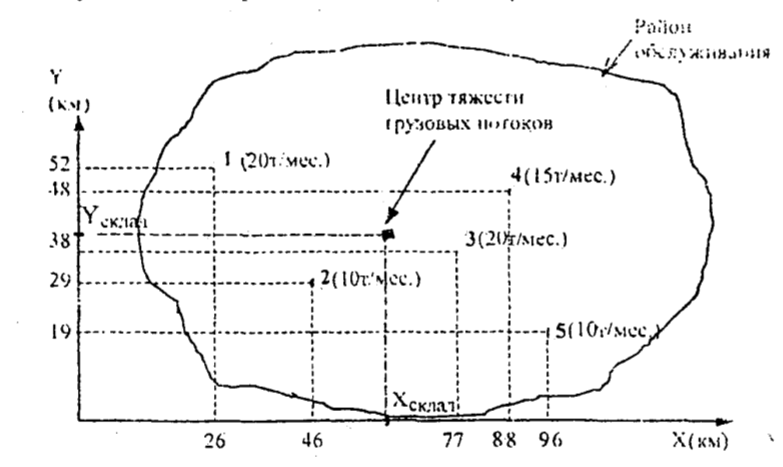 Район
обслуживания
Y
(км)
Центр тяжести
грузовых потоков
52
1 (20т/мес.)
48
4 (15т/мес.)
Yсклад
38
3 (20т/мес.)
29
2 (10т/мес.)
19
5 (10т/мес.)
Xсклад
26 46 77 88 96 X(км)